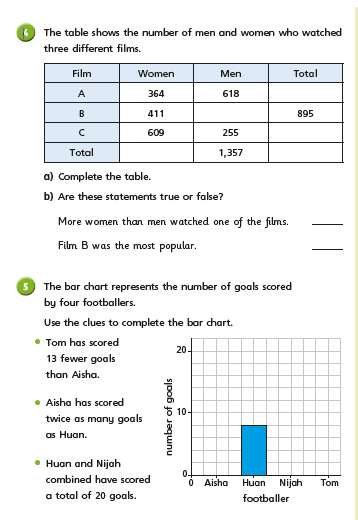 4 The table shows the number of men and women who watched
three different films.
Film Women Men Total
A 364 618
B 411 895
C 609 255
Total 1,357
a) Complete the table.
b) Are these statements true or false?
More women than men watched one of the films.
Film B was the most popular.
5 The bar chart represents the number of goals scored
by four footballers.
Use the clues to complete the bar chart.
• Tom has scored
13 fewer goals
than Aisha.
• Aisha has scored
twice as many goals
as Huan.
• Huan and Nijah
combined have scored
a total of 20 goals.
number of goals
20
10
0
0 Aisha Huan Nijah Tom
footballer